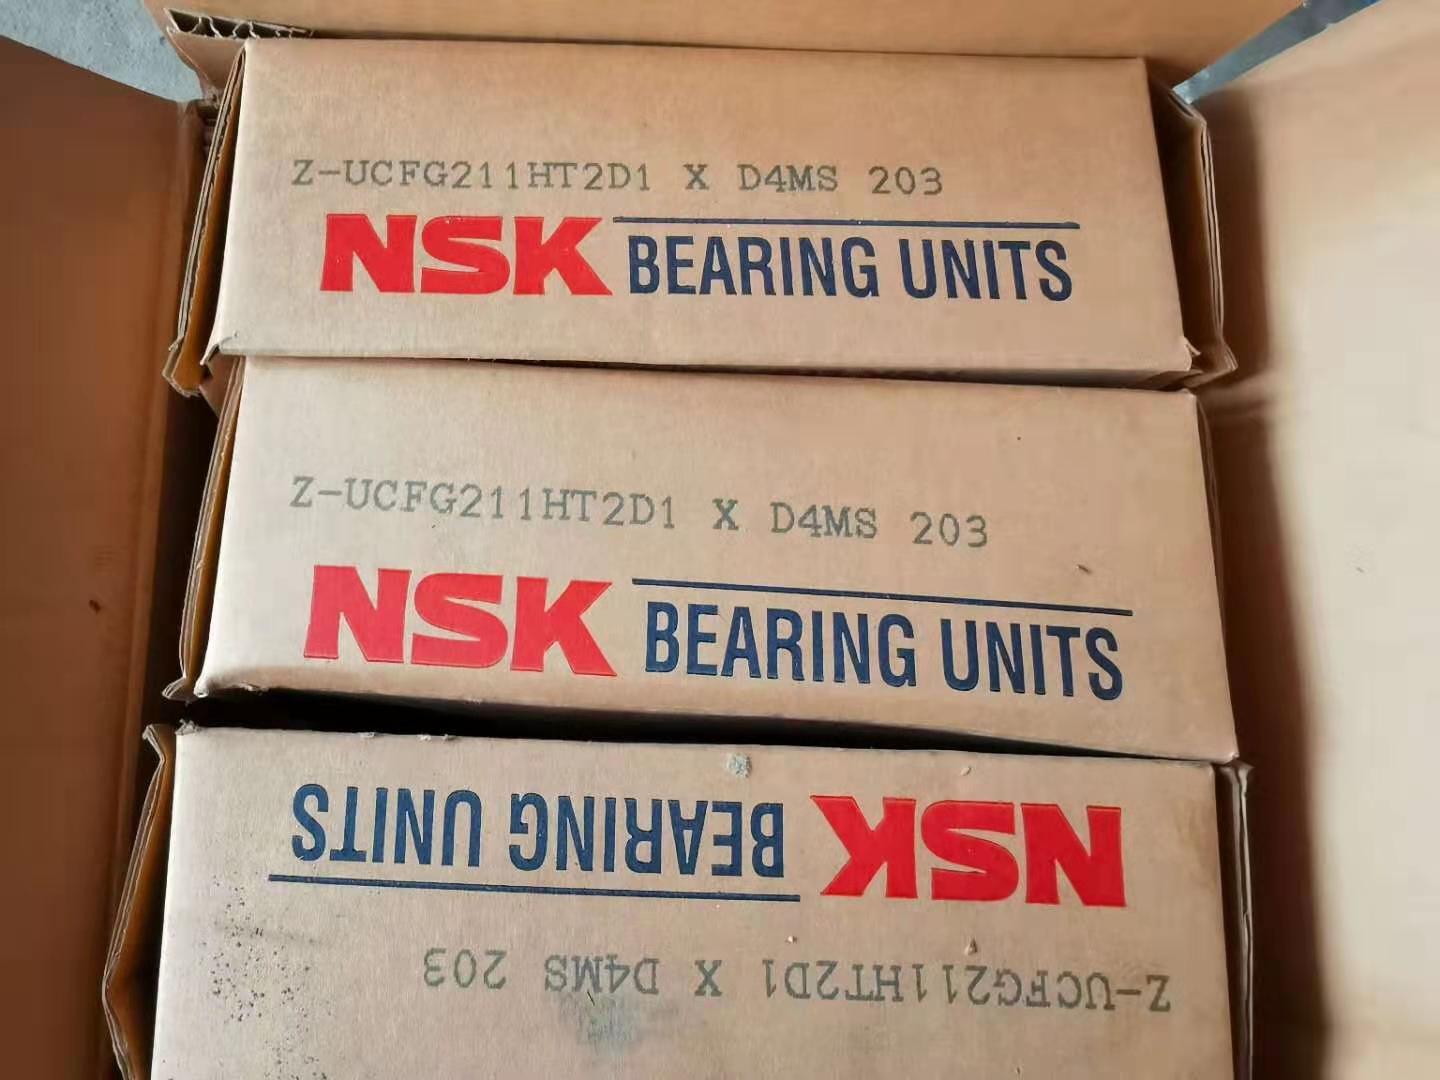 Z-UCFG211HT2D1 X D4MS 203
NSK BEARING UNITS
Z-UCFG211HT2D1 X D4MS 203
NSK BEARING UNITS
NSK BEARING UNITS
Z-UCFG211HT2D1 X D4MS 203